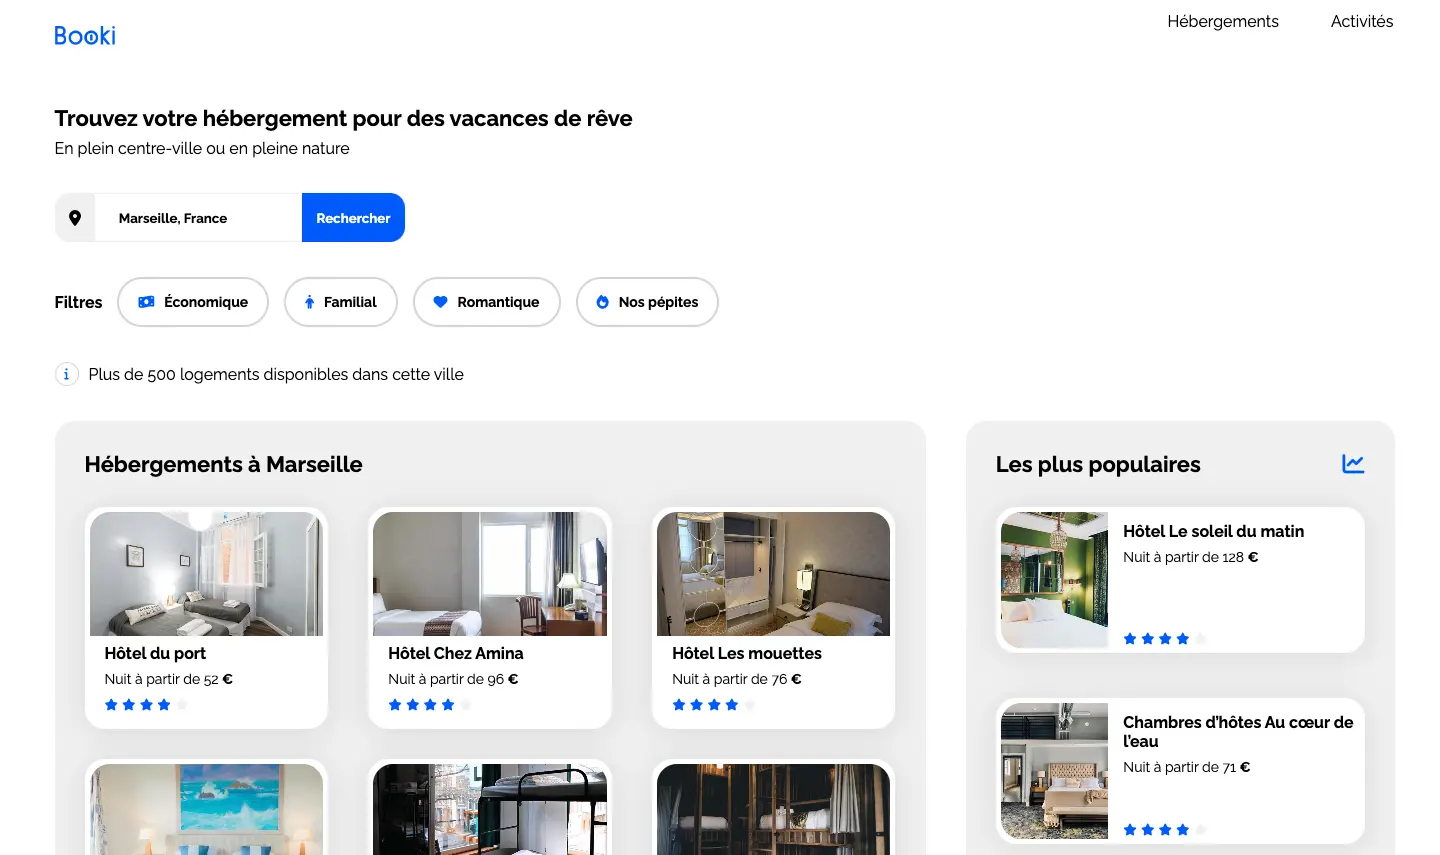 Booki
Hébergements
Activités
Trouvez votre hébergement pour des vacances de rêve
En plein centre-ville ou en pleine nature
Marseille, France
Rechercher
Filtres
Économique
Familial
Romantique
Nos pépites
i
Plus de 500 logements disponibles dans cette ville
Hébergements à Marseille
Hôtel du port
Nuit à partir de 52 €
Hôtel Chez Amina
Nuit à partir de 96 €
Hôtel Les mouettes
Nuit à partir de 76 €
Les plus populaires
Hôtel Le soleil du matin
Nuit à partir de 128 €
Chambres d’hôtes Au cœur de
l’eau
Nuit à partir de 71 €